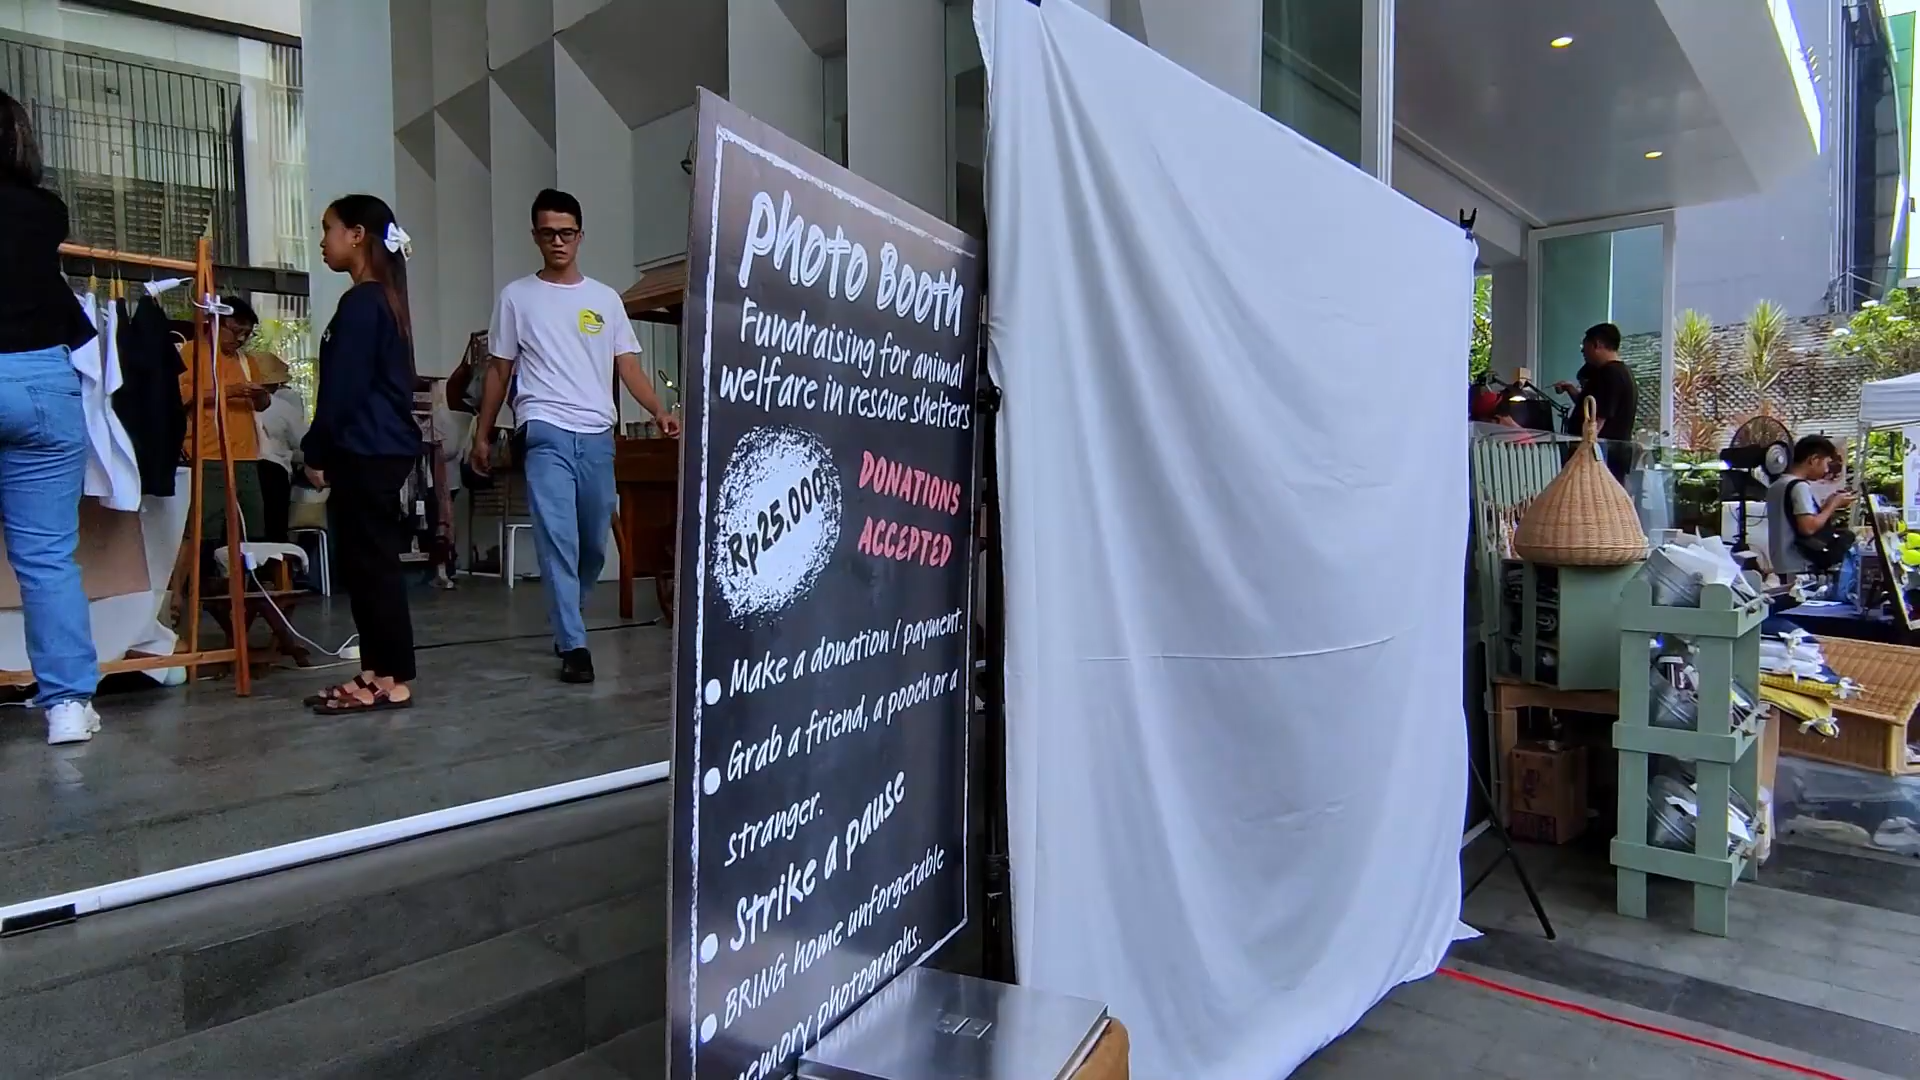 Photo Booth
Fundraising for animal
welfare in rescue shelters
Rp25.000
DONATIONS
ACCEPTED
Make a donation / payment.
Grab a friend, a pooch or a
stranger.
Strike a pause
BRING home unforgetable
memory photographs.